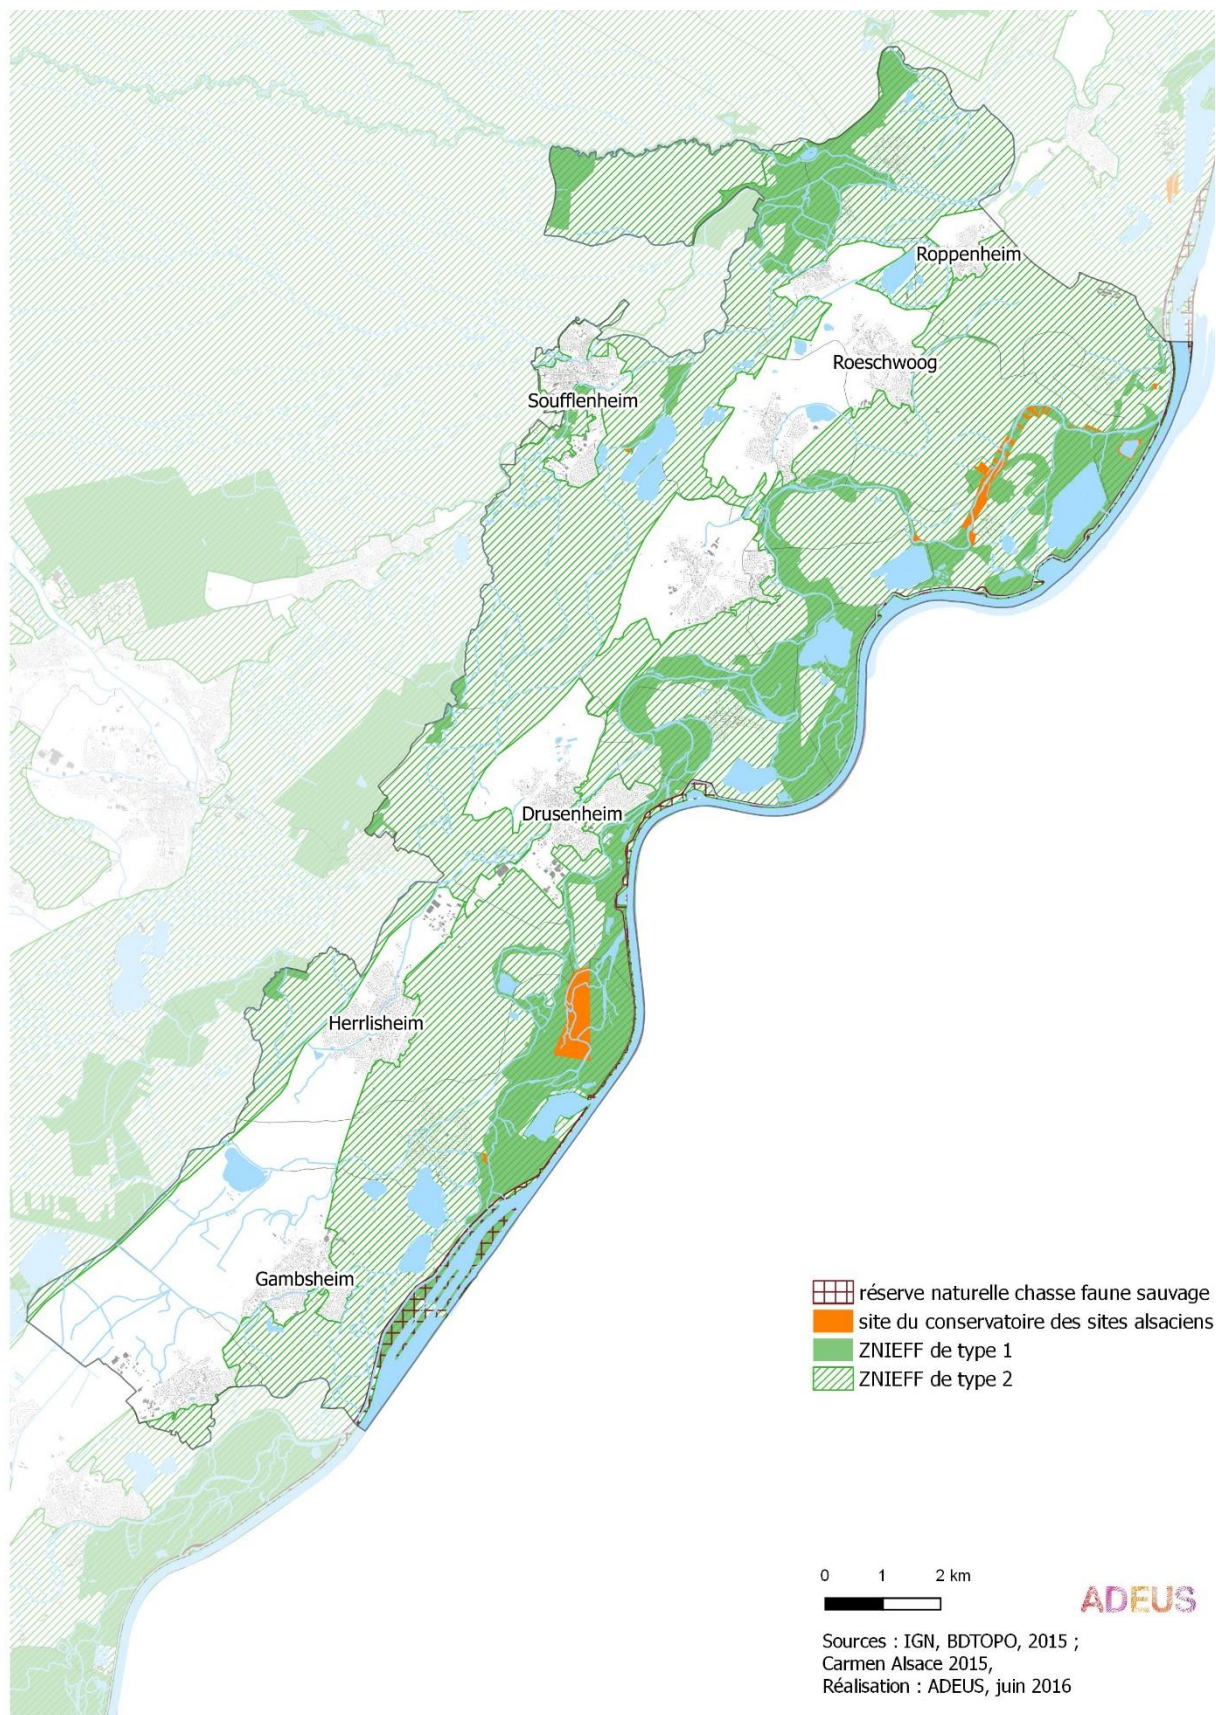 Roppenheim
Roeschwoog
Soufflenheim
Drusenheim
Herrlisheim
Gambsheim
réserve naturelle chasse faune sauvage
site du conservatoire des sites alsaciens
ZNIEFF de type 1
ZNIEFF de type 2
0 1 2 km
ADEUS
Sources : IGN, BDTOPO, 2015 ;
Carmen Alsace 2015,
Réalisation : ADEUS, juin 2016